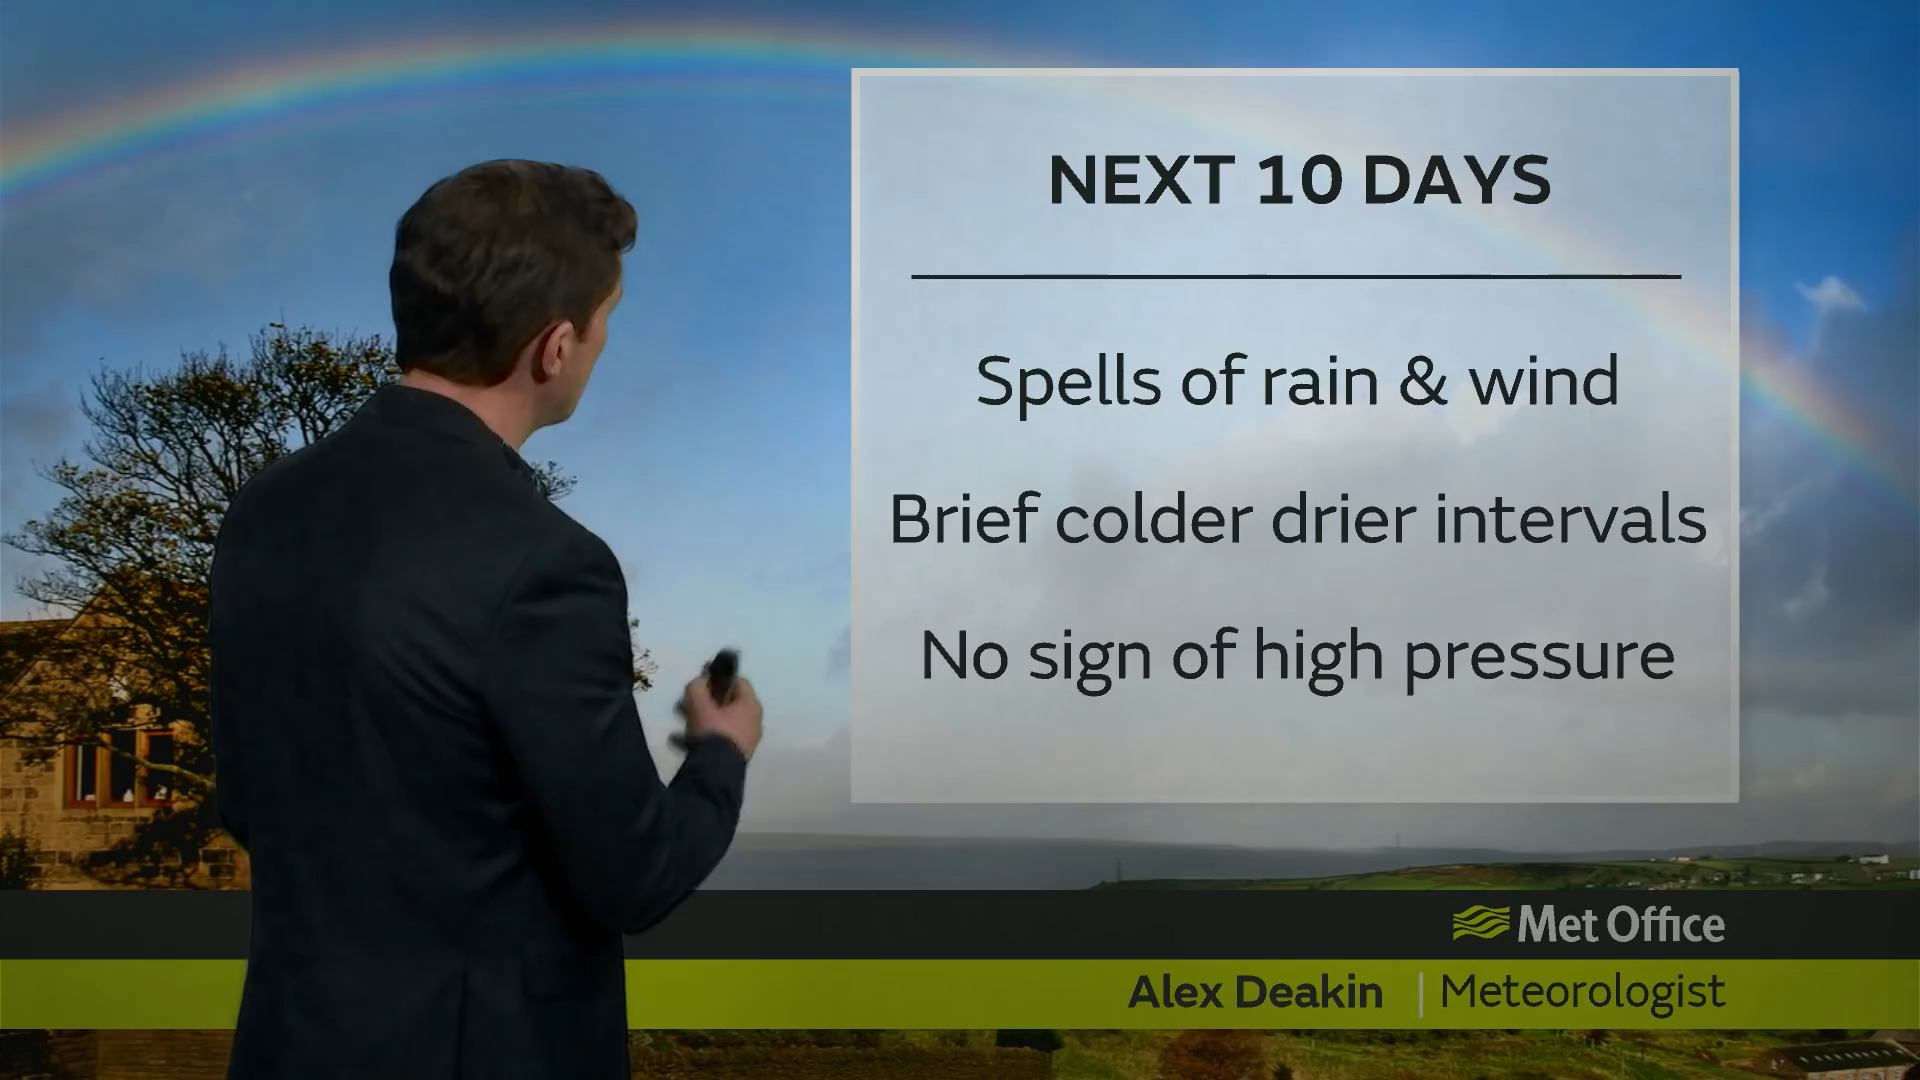 NEXT 10 DAYS
Spells of rain & wind
Brief colder drier intervals
No sign of high pressure
Met Office
Alex Deakin | Meteorologist